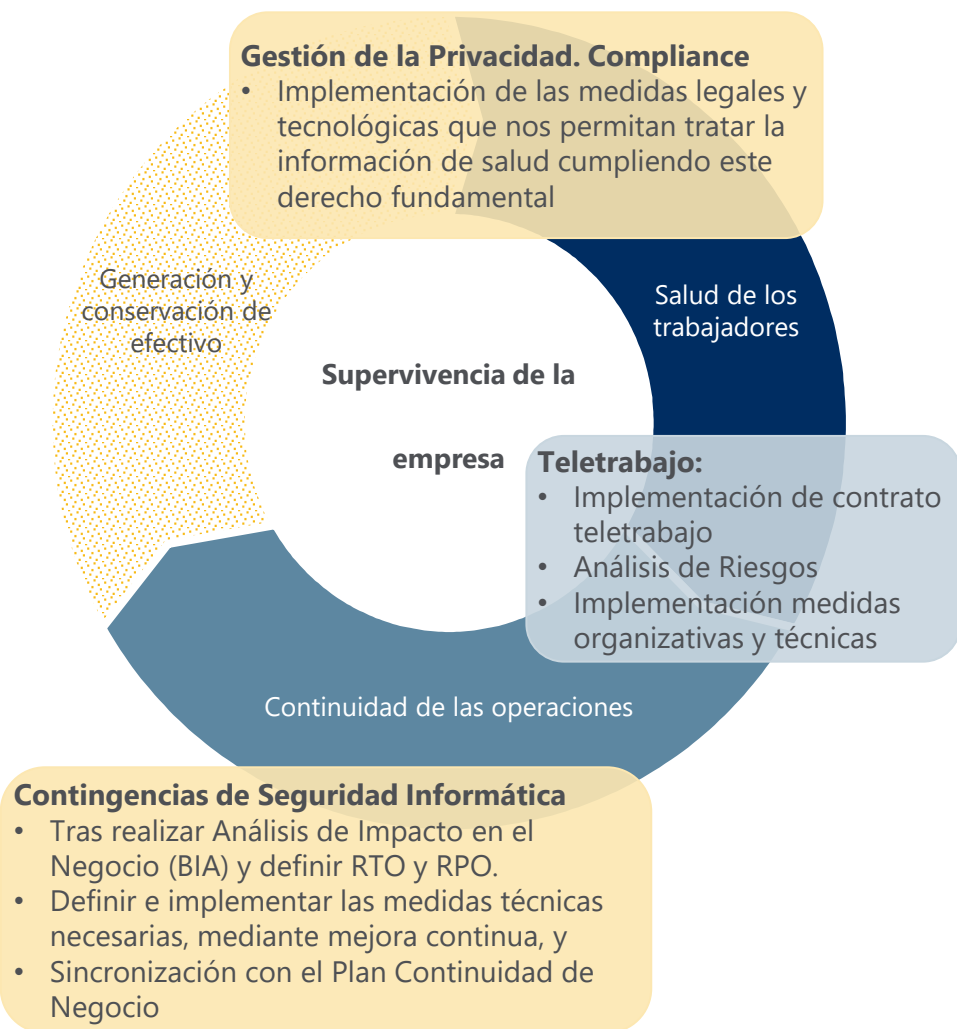 Gestión de la Privacidad. Compliance
• Implementación de las medidas legales y
tecnológicas que nos permitan tratar la
información de salud cumpliendo este
derecho fundamental
Generación y
conservación de
efectivo
Salud de los
trabajadores
Supervivencia de la
empresa
Teletrabajo:
• Implementación de contrato
teletrabajo
• Análisis de Riesgos
• Implementación medidas
organizativas y técnicas
Continuidad de las operaciones
Contingencias de Seguridad Informática
• Tras realizar Análisis de Impacto en el
Negocio (BIA) y definir RTO y RPO.
• Definir e implementar las medidas técnicas
necesarias, mediante mejora continua, y
• Sincronización con el Plan Continuidad de
Negocio